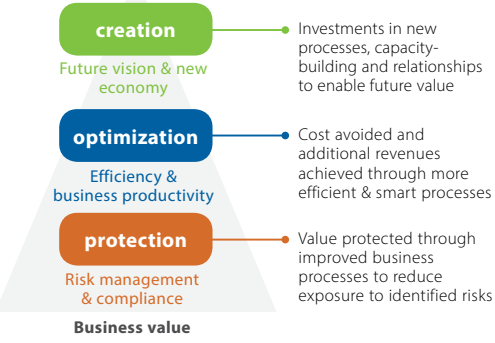 creation
Future vision & new
economy
Investments in new
processes, capacity-
building and relationships
to enable future value
optimization
Efficiency &
business productivity
Cost avoided and
additional revenues
achieved through more
efficient & smart processes
protection
Risk management
& compliance
Value protected through
improved business
processes to reduce
exposure to identified risks
Business value